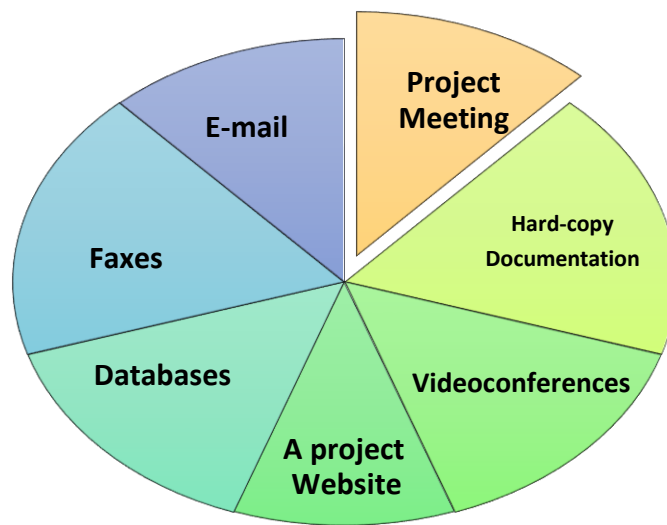 Project
Meeting
E-mail
Hard-copy
Documentation
Faxes
Databases
Videoconferences
A project
Website